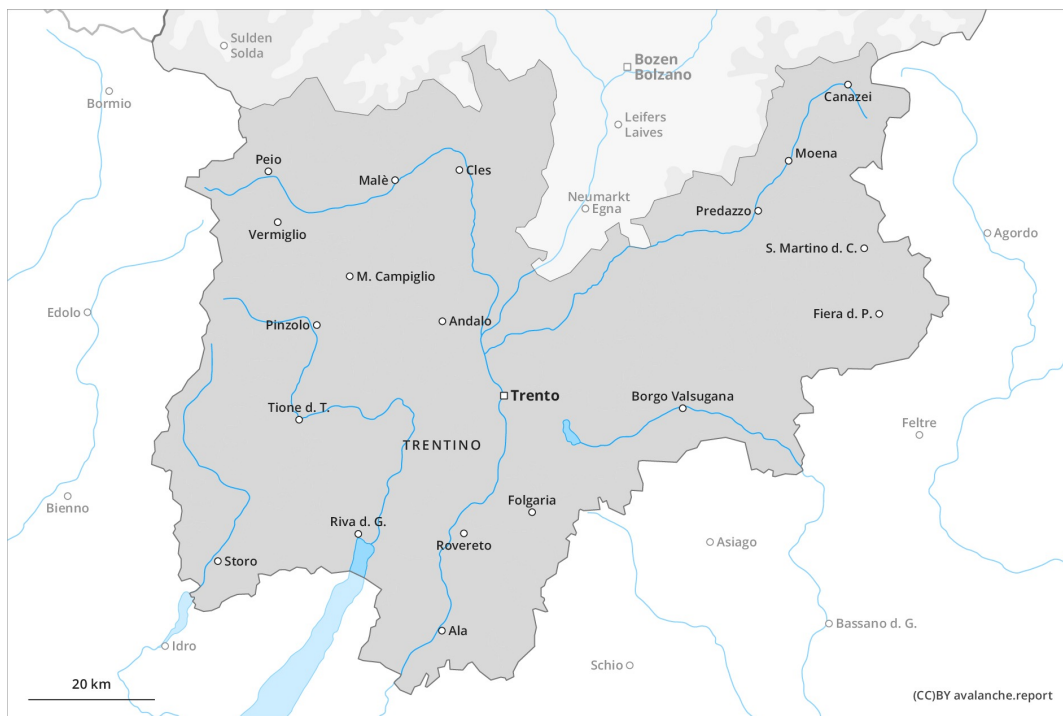 Sulden
Solda
Bozen
Bolzano
Bormio
Canazei
Leifers
Laives
Moena
Peio
Malè
Cles
Neumarkt
Egna
Predazzo
Vermiglio
Agordo
S. Martino d. C.
M. Campiglio
Edolo
Pinzolo
Andalo
Fiera d. P.
Trento
Borgo Valsugana
Tione d. T.
Feltre
TRENTINO
Bienno
Folgaria
Riva d. G.
Rovereto
Asiago
Storo
Ala
Bassano d. G.
Idro
Schio
20 km
(CC)BY avalanche.report